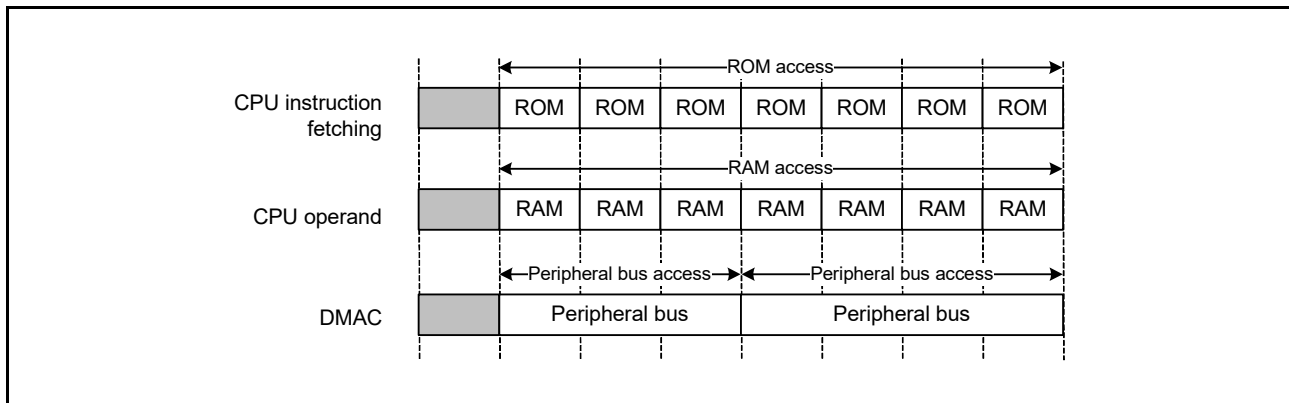 ROM access
CPU instruction
fetching
ROM ROM ROM ROM ROM ROM ROM
RAM access
CPU operand
RAM RAM RAM RAM RAM RAM RAM
Peripheral bus access Peripheral bus access
DMAC
Peripheral bus Peripheral bus